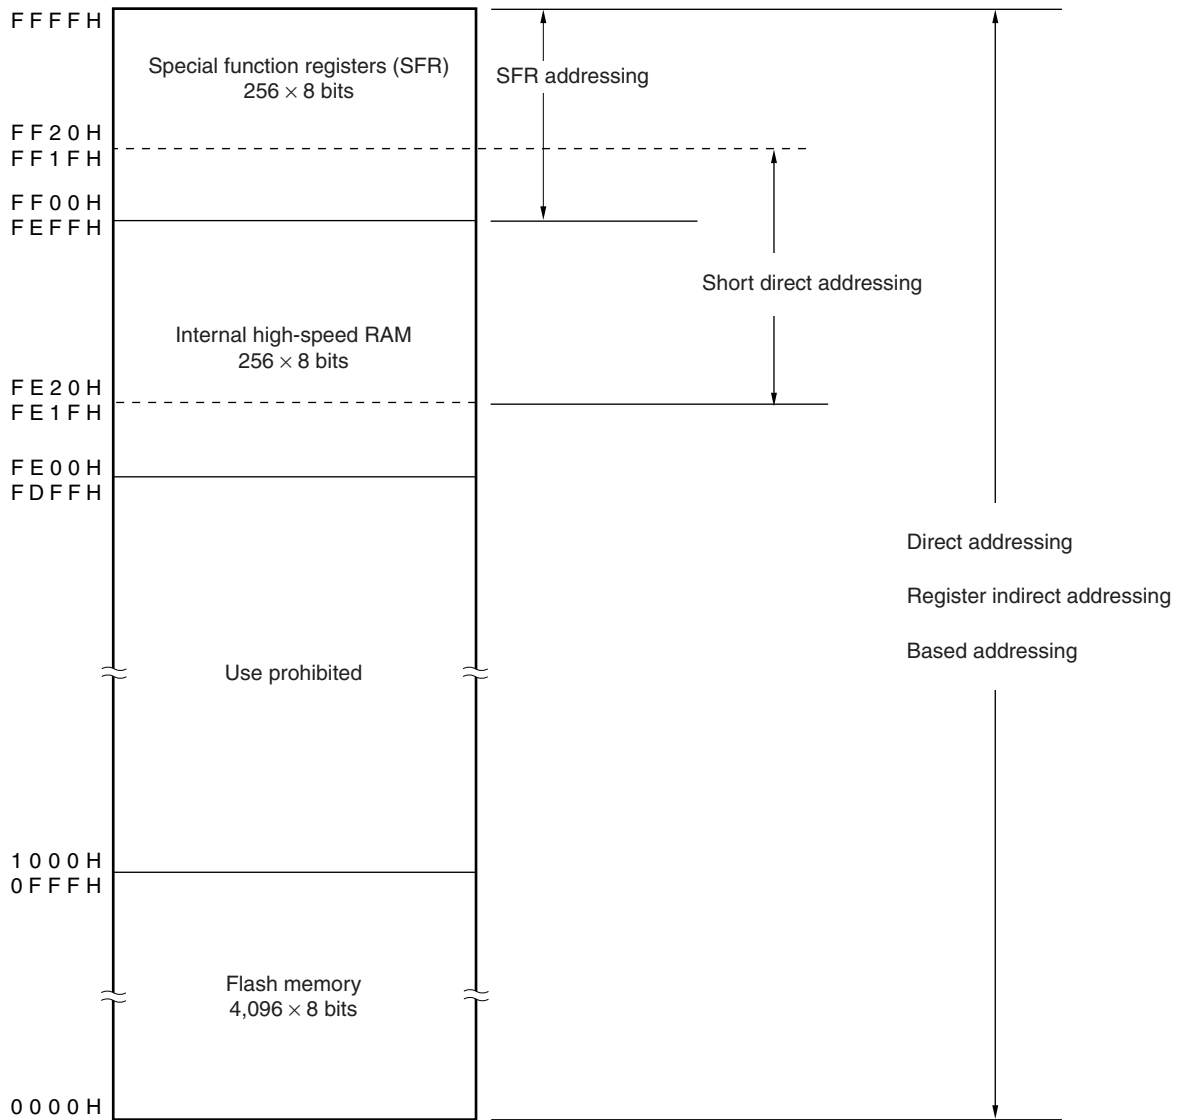 FFFFH
Special function registers (SFR)
256 × 8 bits
SFR addressing
FF20H
FF1FH
FF00H
FEFFH
Short direct addressing
Internal high-speed RAM
256 × 8 bits
FE20H
FE1FH
FE00H
FDFFH
Direct addressing
Register indirect addressing
Based addressing
Use prohibited
1000H
0FFFH
Flash memory
4,096 × 8 bits
0000H